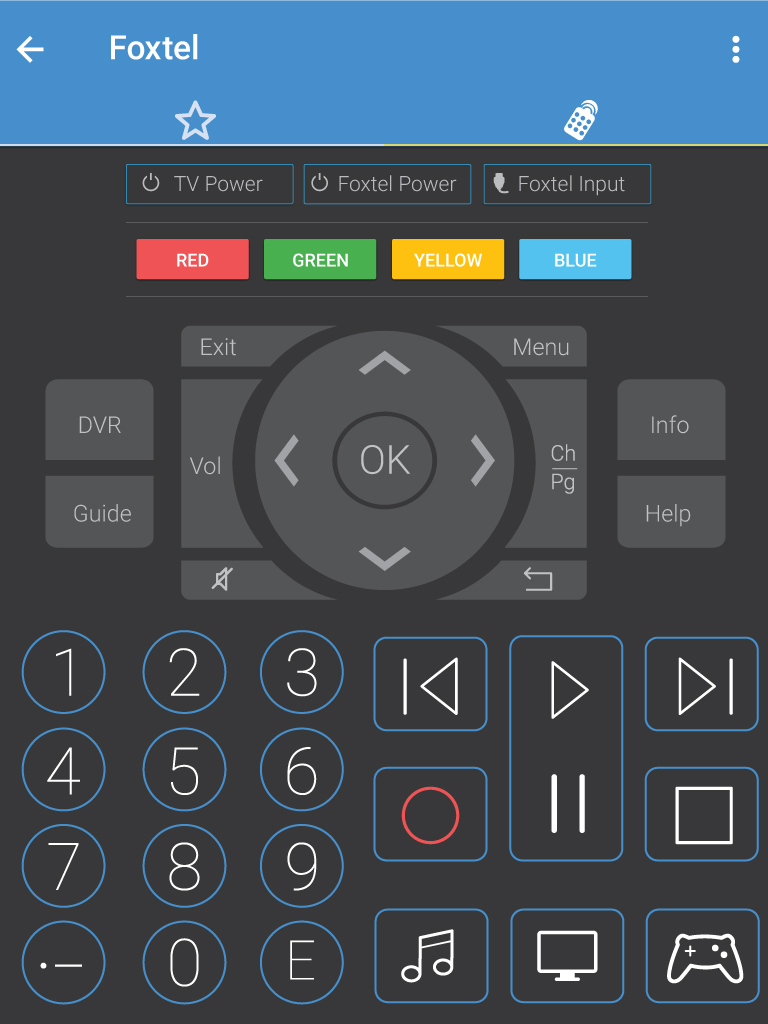 Foxtel
TV Power
Foxtel Power
Foxtel Input
RED
GREEN
YELLOW
BLUE
Exit
Menu
DVR
Vol
OK
Ch
Pg
Info
Guide
Help
1
2
3
4
5
6
7
8
9
·–
0
E